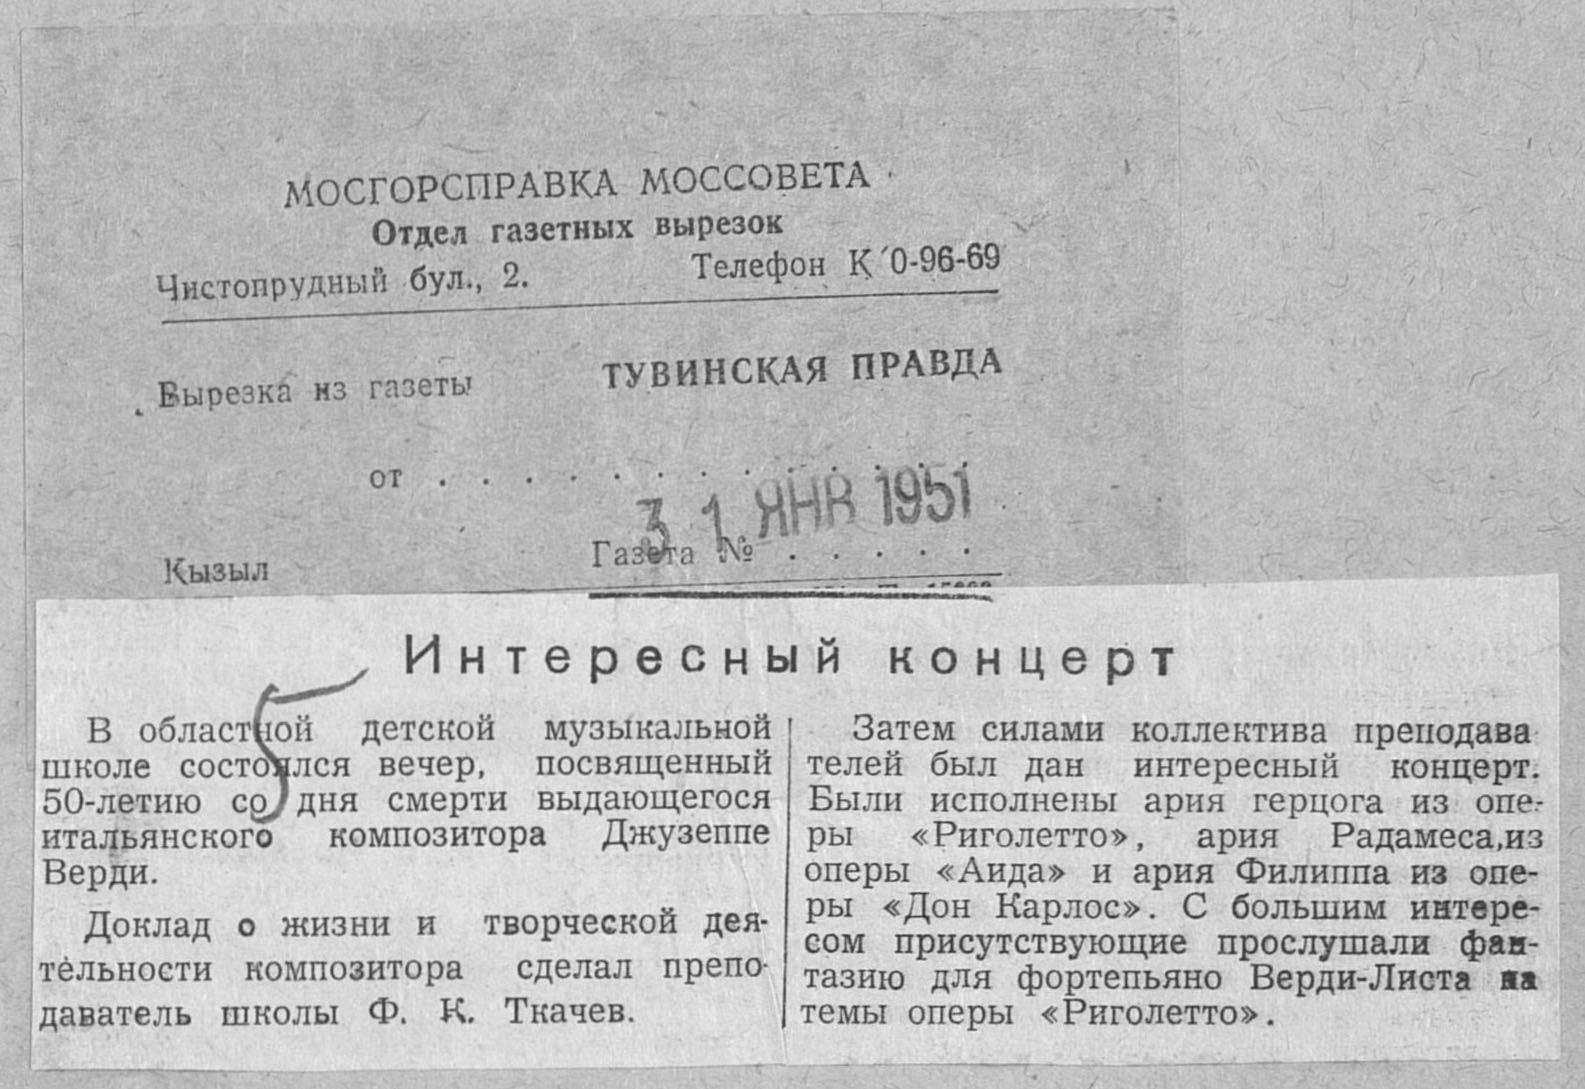 МОСГОРСПРАВКА МОССОВЕТА
Отдел газетных вырезок
Чистопрудный бул., 2. Телефон К 0-96-69
Вырезка из газеты ТУВИНСКАЯ ПРАВДА
от . . . . . . . . . . . . .
31 ЯНВ 1951
Кызыл Газета № . . . . .
Интересный концерт
5
В областной детской музыкальной
школе состоялся вечер, посвященный
50-летию со дня смерти выдающегося
итальянского композитора Джузеппе
Верди.
Доклад о жизни и творческой дея-
тельности композитора сделал препо-
даватель школы Ф. К. Ткачев.
Затем силами коллектива преподава-
телей был дан интересный концерт.
Были исполнены ария герцога из опе-
ры «Риголетто», ария Радамеса,из
оперы «Аида» и ария Филиппа из опе-
ры «Дон Карлос». С большим интере-
сом присутствующие прослушали фан-
тазию для фортепьяно Верди-Листа на
темы оперы «Риголетто».